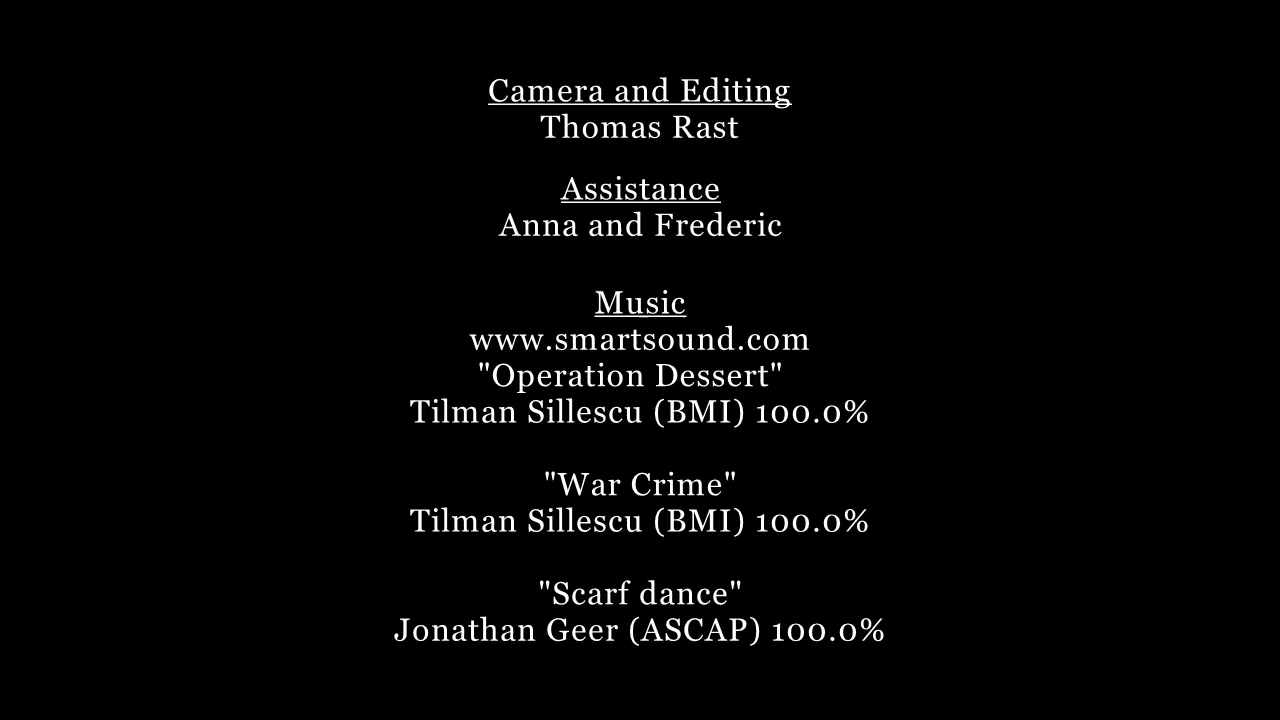 Camera and Editing
Thomas Rast
Assistance
Anna and Frederic
Music
www.smartsound.com
"Operation Dessert"
Tilman Sillescu (BMI) 100.0%
"War Crime"
Tilman Sillescu (BMI) 100.0%
"Scarf dance"
Jonathan Geer (ASCAP) 100.0%